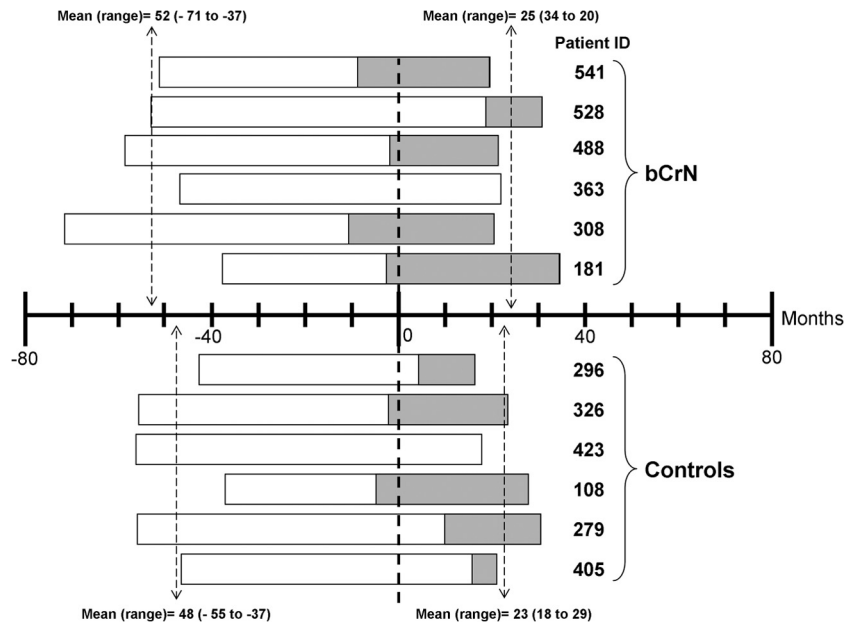 Mean (range)= 52 (- 71 to -37) Mean (range)= 25 (34 to 20)
Patient ID
541
528
488
bCrN
363
308
181
Months
-40 0 40
-80 80
296
326
423
Controls
108
279
405
Mean (range)= 48 (- 55 to -37) Mean (range)= 23 (18 to 29)